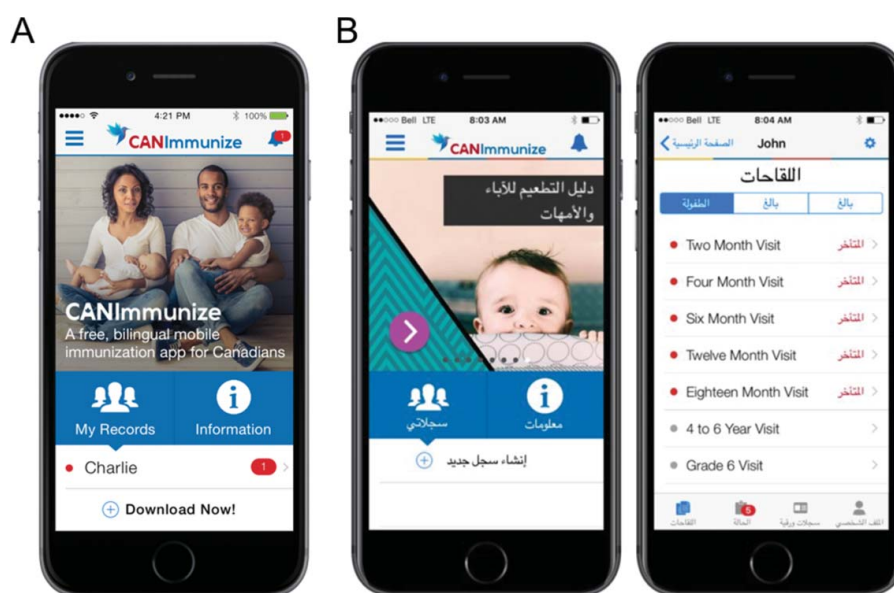 A
B
4:21 PM
100%
CANImmunize
1
CANImmunize
A free, bilingual mobile
immunization app for Canadians
My Records
Information
Charlie
1
Download Now!
Bell LTE
8:03 AM
CANImmunize
دليل التطعيم للآباء
والأمهات
سجلاتي
معلومات
إنشاء سجل جديد
Bell LTE
8:04 AM
الصفحة الرئيسية
John
اللقاحات
الطفولة
بالغ
بالغ
Two Month Visit
المتأخر
Four Month Visit
المتأخر
Six Month Visit
المتأخر
Twelve Month Visit
المتأخر
Eighteen Month Visit
المتأخر
4 to 6 Year Visit
Grade 6 Visit
5
اللقاحات
الحالة
سجلات ورقية
الملف الشخصي